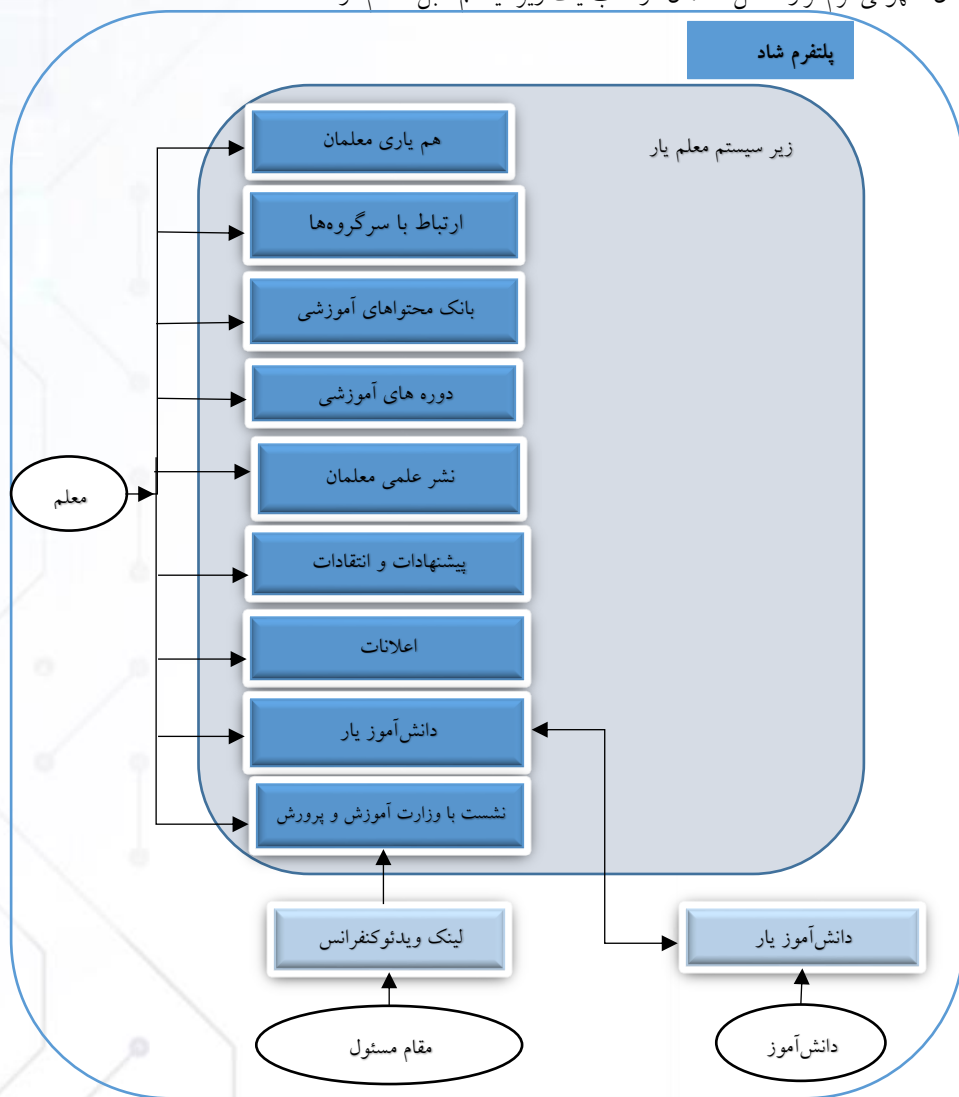 پلتفرم شاد
زیر سیستم معلم یار
هم یاری معلمان
ارتباط با سرگروه‌ها
بانک محتواهای آموزشی
دوره های آموزشی
نشر علمی معلمان
معلم
پیشنهادات و انتقادات
اعلانات
دانش‌آموز یار
نشست با وزارت آموزش و پرورش
لینک ویدئوکنفرانس
دانش‌آموز یار
مقام مسئول
دانش‌آموز